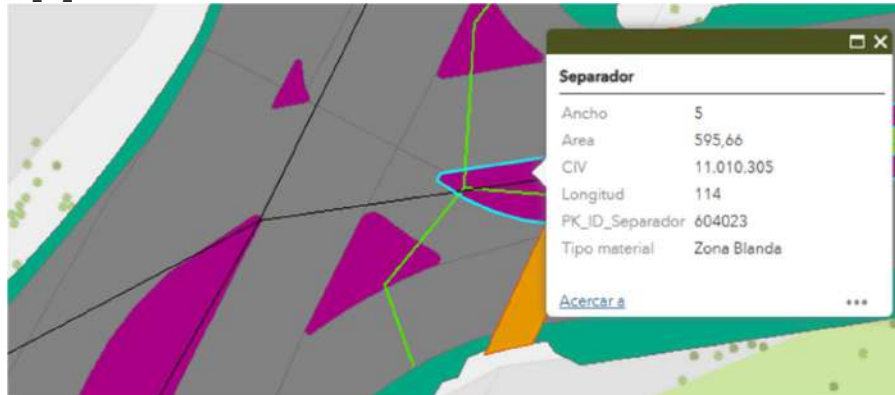 Separador
Ancho 5
Area 595,66
CIV 11.010.305
Longitud 114
PK_ID_Separador 604023
Tipo material Zona Blanda
Acercar a